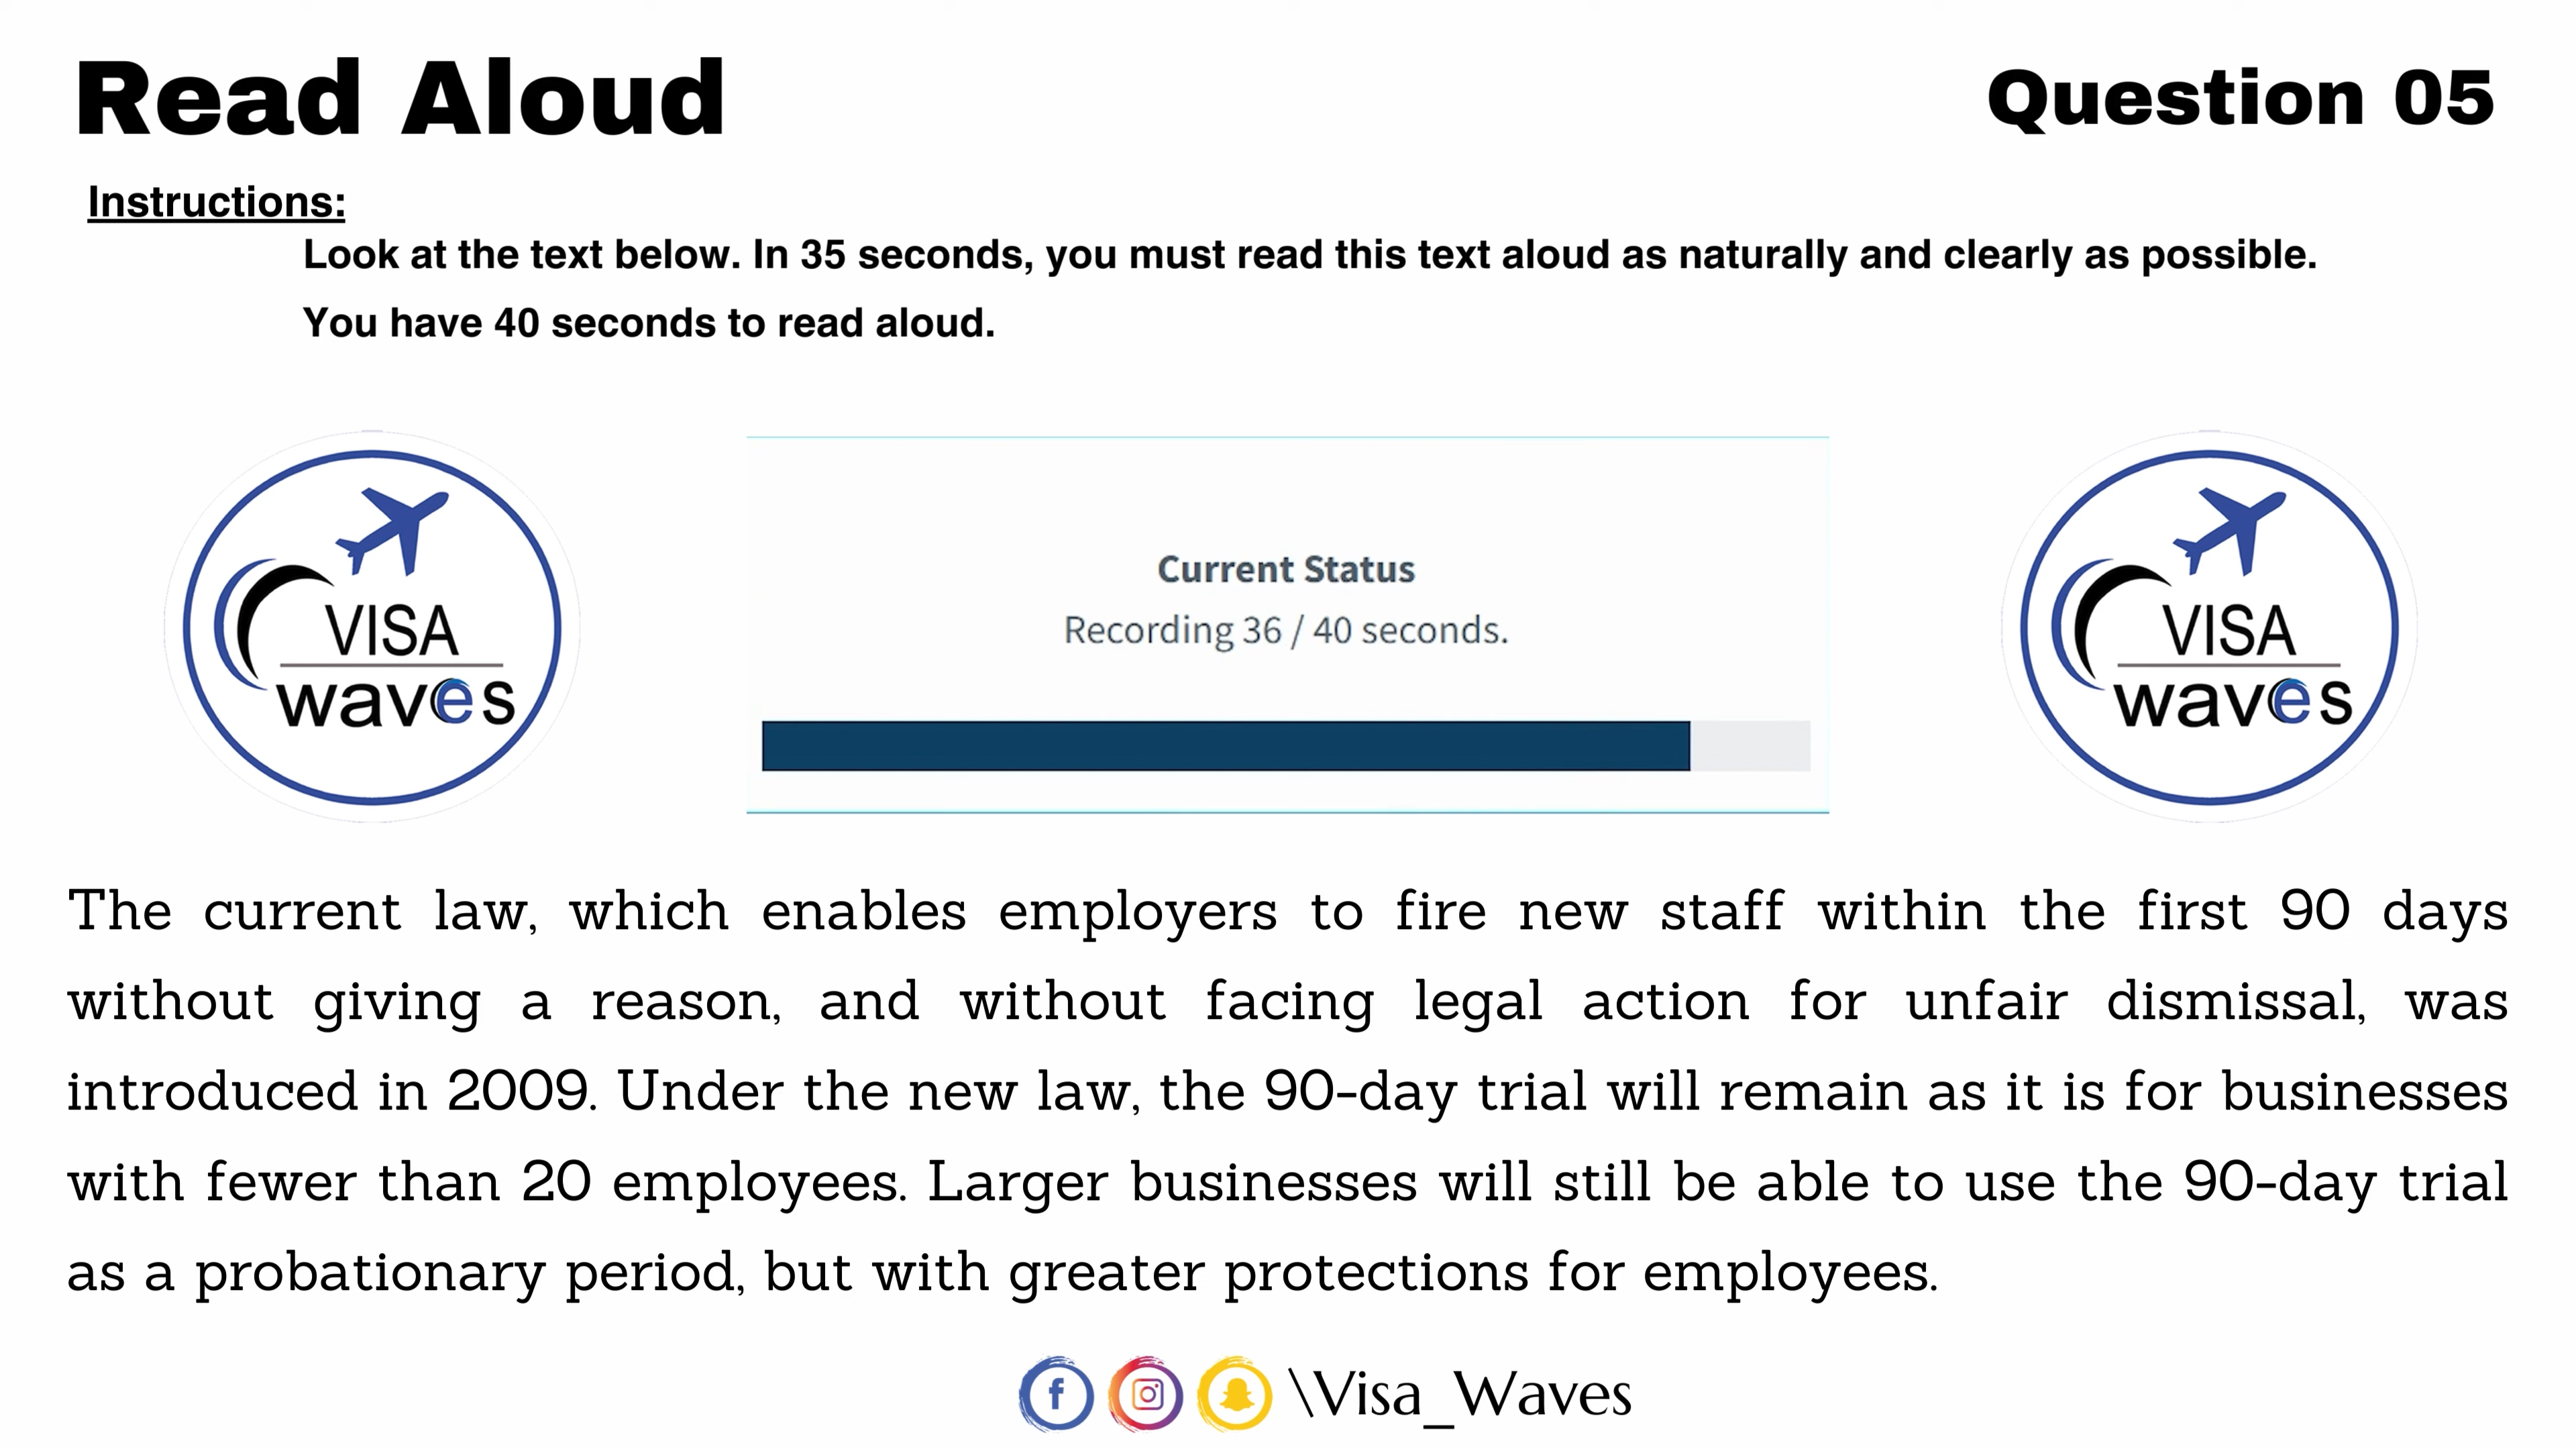 Read Aloud
Question 05
Instructions:
Look at the text below. In 35 seconds, you must read this text aloud as naturally and clearly as possible.
You have 40 seconds to read aloud.
VISA
waves
Current Status
Recording 36 / 40 seconds.
VISA
waves
The current law, which enables employers to fire new staff within the first 90 days
without giving a reason, and without facing legal action for unfair dismissal, was
introduced in 2009. Under the new law, the 90-day trial will remain as it is for businesses
with fewer than 20 employees. Larger businesses will still be able to use the 90-day trial
as a probationary period, but with greater protections for employees.
\Visa_Waves